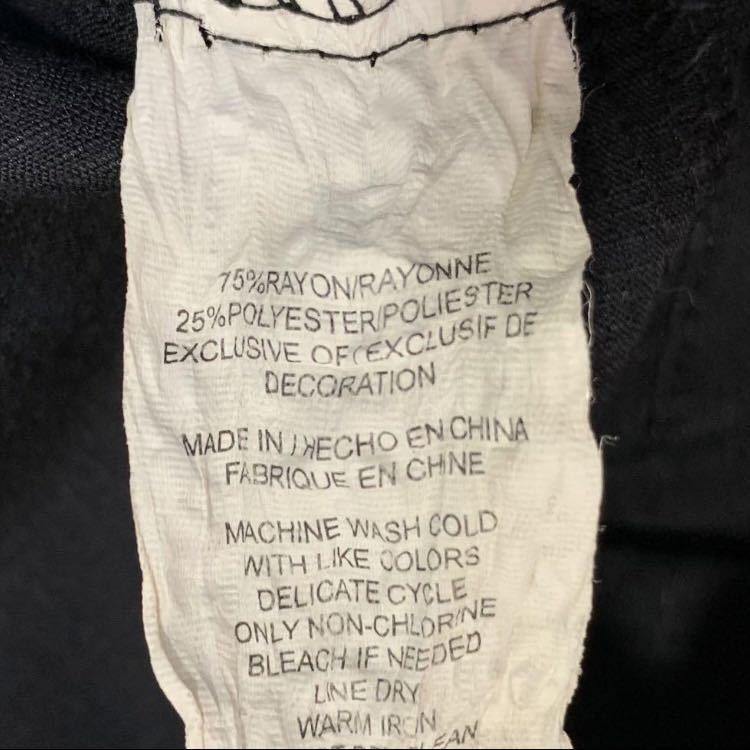 75%RAYON/RAYONNE
25%POLYESTER/POLIESTER
EXCLUSIVE OF(EXCLUSIF DE
DECORATION
MADE IN / HECHO EN CHINA
FABRIQUE EN CHINE
MACHINE WASH COLD
WITH LIKE COLORS
DELICATE CYCLE
ONLY NON-CHLORINE
BLEACH IF NEEDED
LINE DRY
WARM IRON